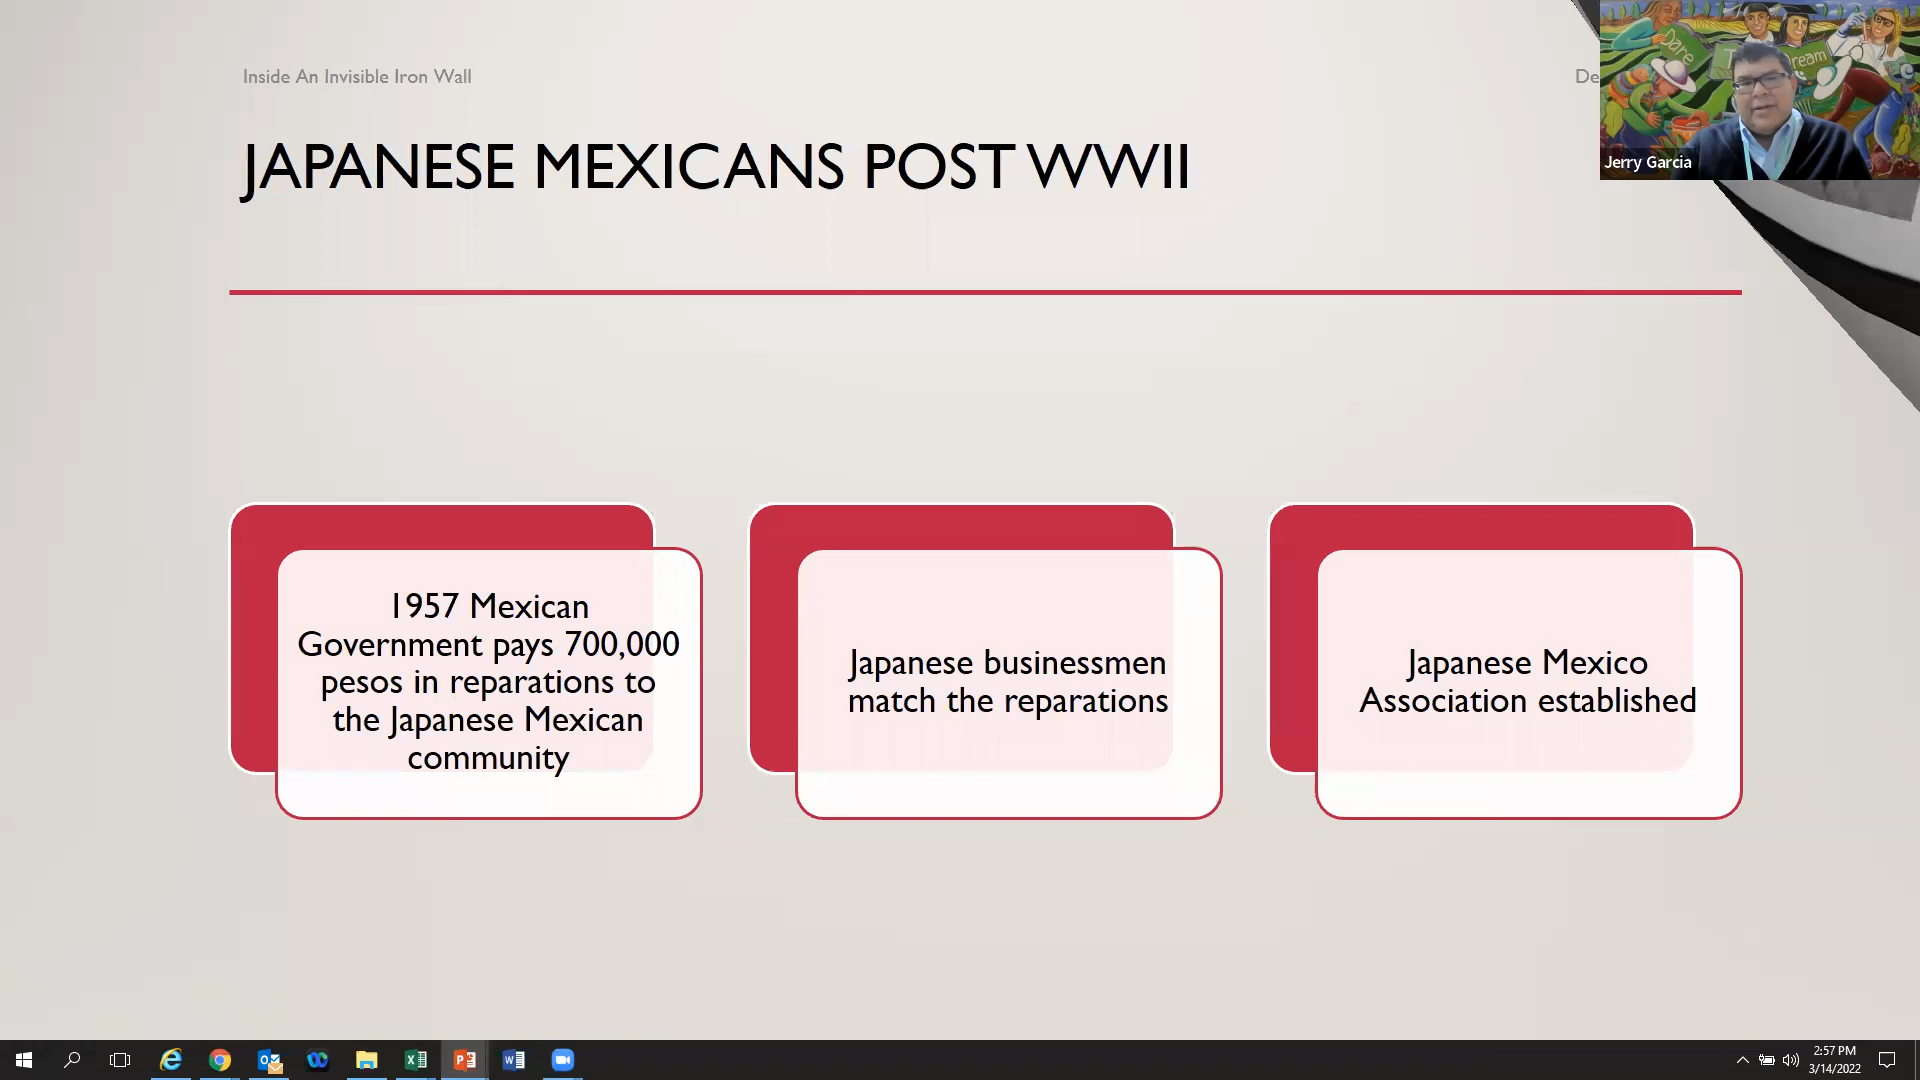 Inside An Invisible Iron Wall
De
JAPANESE MEXICANS POST WWII
1957 Mexican
Government pays 700,000
pesos in reparations to
the Japanese Mexican
community
Japanese businessmen
match the reparations
Japanese Mexico
Association established
Dare
ream
Jerry Garcia
2:57 PM
3/14/2022